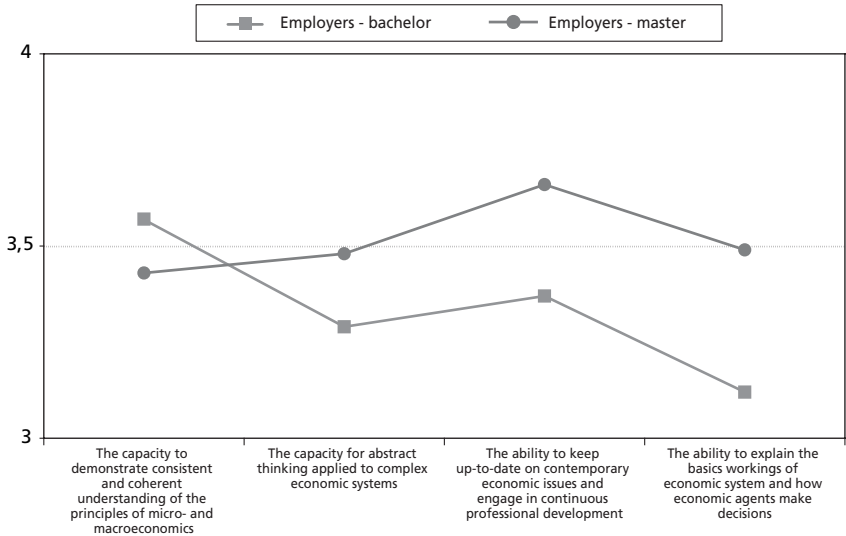 Employers - bachelor
Employers - master
4
3,5
3
The capacity to
demonstrate consistent
and coherent
understanding of the
principles of micro- and
macroeconomics
The capacity for abstract
thinking applied to complex
economic systems
The ability to keep
up-to-date on contemporary
economic issues and
engage in continuous
professional development
The ability to explain the
basics workings of
economic system and how
economic agents make
decisions